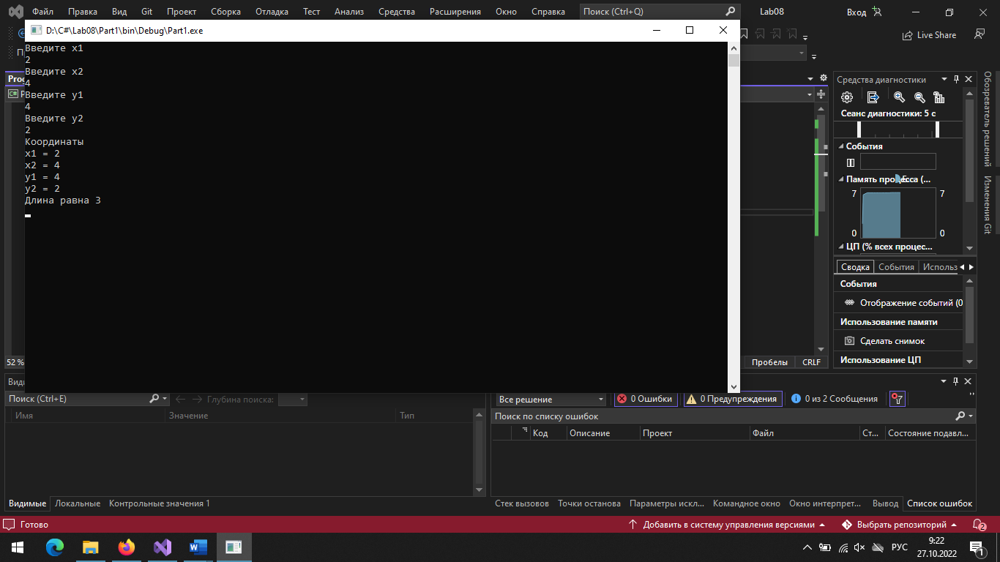 Файл Правка Вид Git Проект Сборка Отладка Тест Анализ Средства Расширения Окно Справка Поиск (Ctrl+Q) Lab08 Вход
D:\C#\Lab08\Part1\bin\Debug\Part1.exe
Live Share
Введите x1
2
Введите x2
4
Введите y1
4
Введите y2
2
Координаты
x1 = 2
x2 = 4
y1 = 4
y2 = 2
Длина равна 3
C#
52 %
Пробелы CRLF
Средства диагностики
Сеанс диагностики: 5 с
События
7 7
0 0
ЦП (% всех процес...
Сводка События Использ
События
Отображение событий (0
Использование памяти
Сделать снимок
Использование ЦП
Обозреватель решений
Изменения Git
Поиск (Ctrl+E) Глубина поиска:
Имя Значение Тип
Видимые Локальные Контрольные значения 1
Все решение 0 Ошибки 0 Предупреждения 0 из 2 Сообщения
Поиск по списку ошибок
Код Описание Проект Файл Ст... Состояние подавл...
Стек вызовов Точки останова Параметры искл... Командное окно Окно интерпрет... Вывод Список ошибок
Готово Добавить в систему управления версиями Выбрать репозиторий 2
РУС 9:22
27.10.2022 1